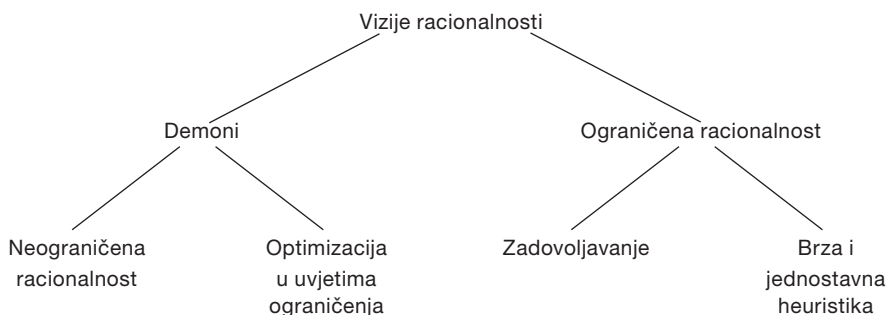 Vizije racionalnosti
Demoni
Ograničena racionalnost
Neograničena
racionalnost
Optimizacija
u uvjetima
ograničenja
Zadovoljavanje
Brza i
jednostavna
heuristika